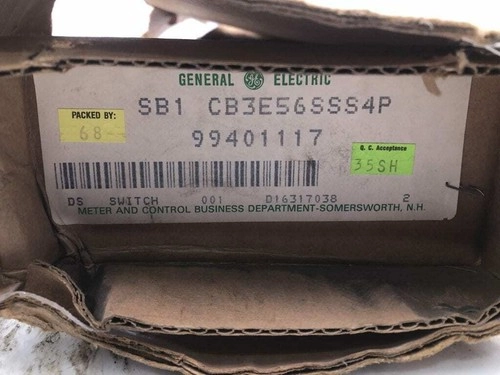 GENERAL GE ELECTRIC
SB1 CB3E56SSS4P
PACKED BY:
68
99401117
Q. C. Acceptance
35SH
DS SWITCH 001 D16317038 2
METER AND CONTROL BUSINESS DEPARTMENT-SOMERSWORTH, N.H.